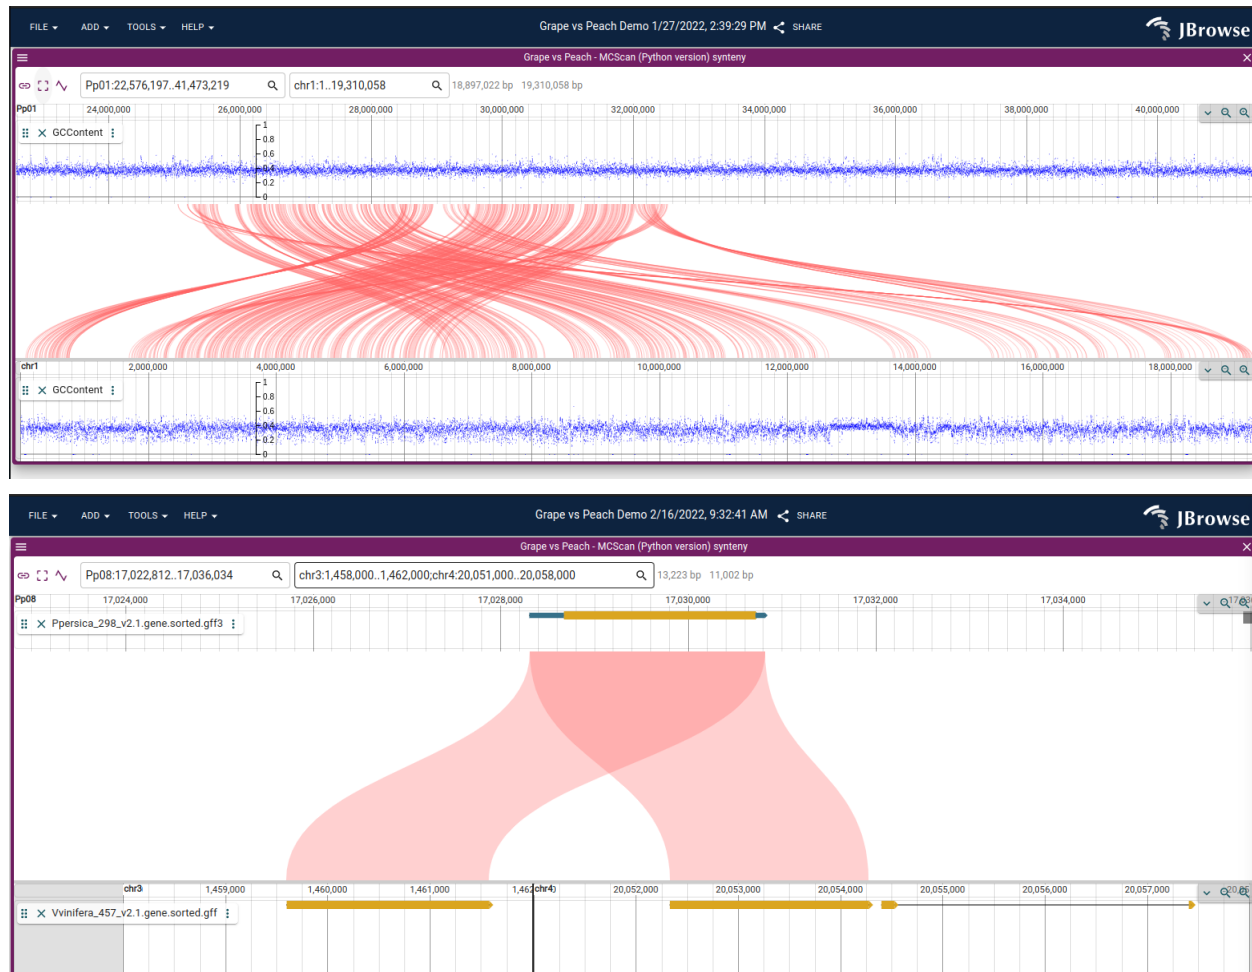 FILE ADD TOOLS HELP Grape vs Peach Demo 1/27/2022, 2:39:29 PM SHARE JBrowse
Grape vs Peach - MCScan (Python version) synteny
Pp01:22,576,197..41,473,219 chr1:1..19,310,058 18,897,022 bp 19,310,058 bp
Pp01 24,000,000 26,000,000 28,000,000 30,000,000 32,000,000 34,000,000 36,000,000 38,000,000 40,000,000
GCContent
1
0.8
0.6
0.4
0.2
0
chr1 2,000,000 4,000,000 6,000,000 8,000,000 10,000,000 12,000,000 14,000,000 16,000,000 18,000,000
GCContent
1
0.8
0.6
0.4
0.2
0
FILE ADD TOOLS HELP Grape vs Peach Demo 2/16/2022, 9:32:41 AM SHARE JBrowse
Grape vs Peach - MCScan (Python version) synteny
Pp08:17,022,812..17,036,034 chr3:1,458,000..1,462,000;chr4:20,051,000..20,058,000 13,223 bp 11,002 bp
Pp08 17,024,000 17,026,000 17,028,000 17,030,000 17,032,000 17,034,000
Ppersica_298_v2.1.gene.sorted.gff3
chr3 1,459,000 1,460,000 1,461,000 chr4 20,052,000 20,053,000 20,054,000 20,055,000 20,056,000 20,057,000
Vvinifera_457_v2.1.gene.sorted.gff